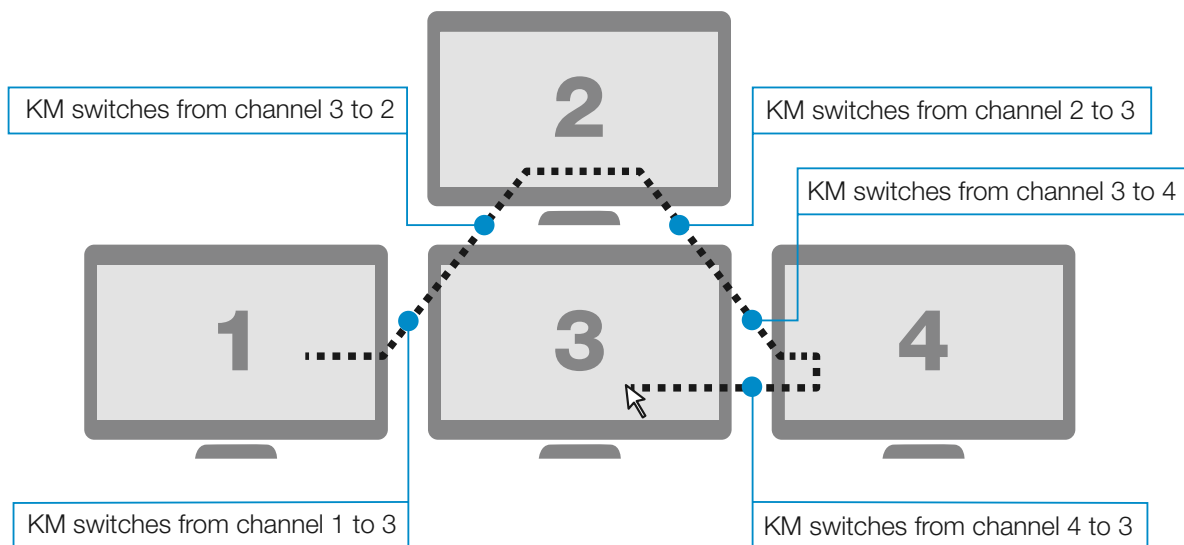 2
KM switches from channel 3 to 2
KM switches from channel 2 to 3
KM switches from channel 3 to 4
1
3
4
KM switches from channel 1 to 3
KM switches from channel 4 to 3